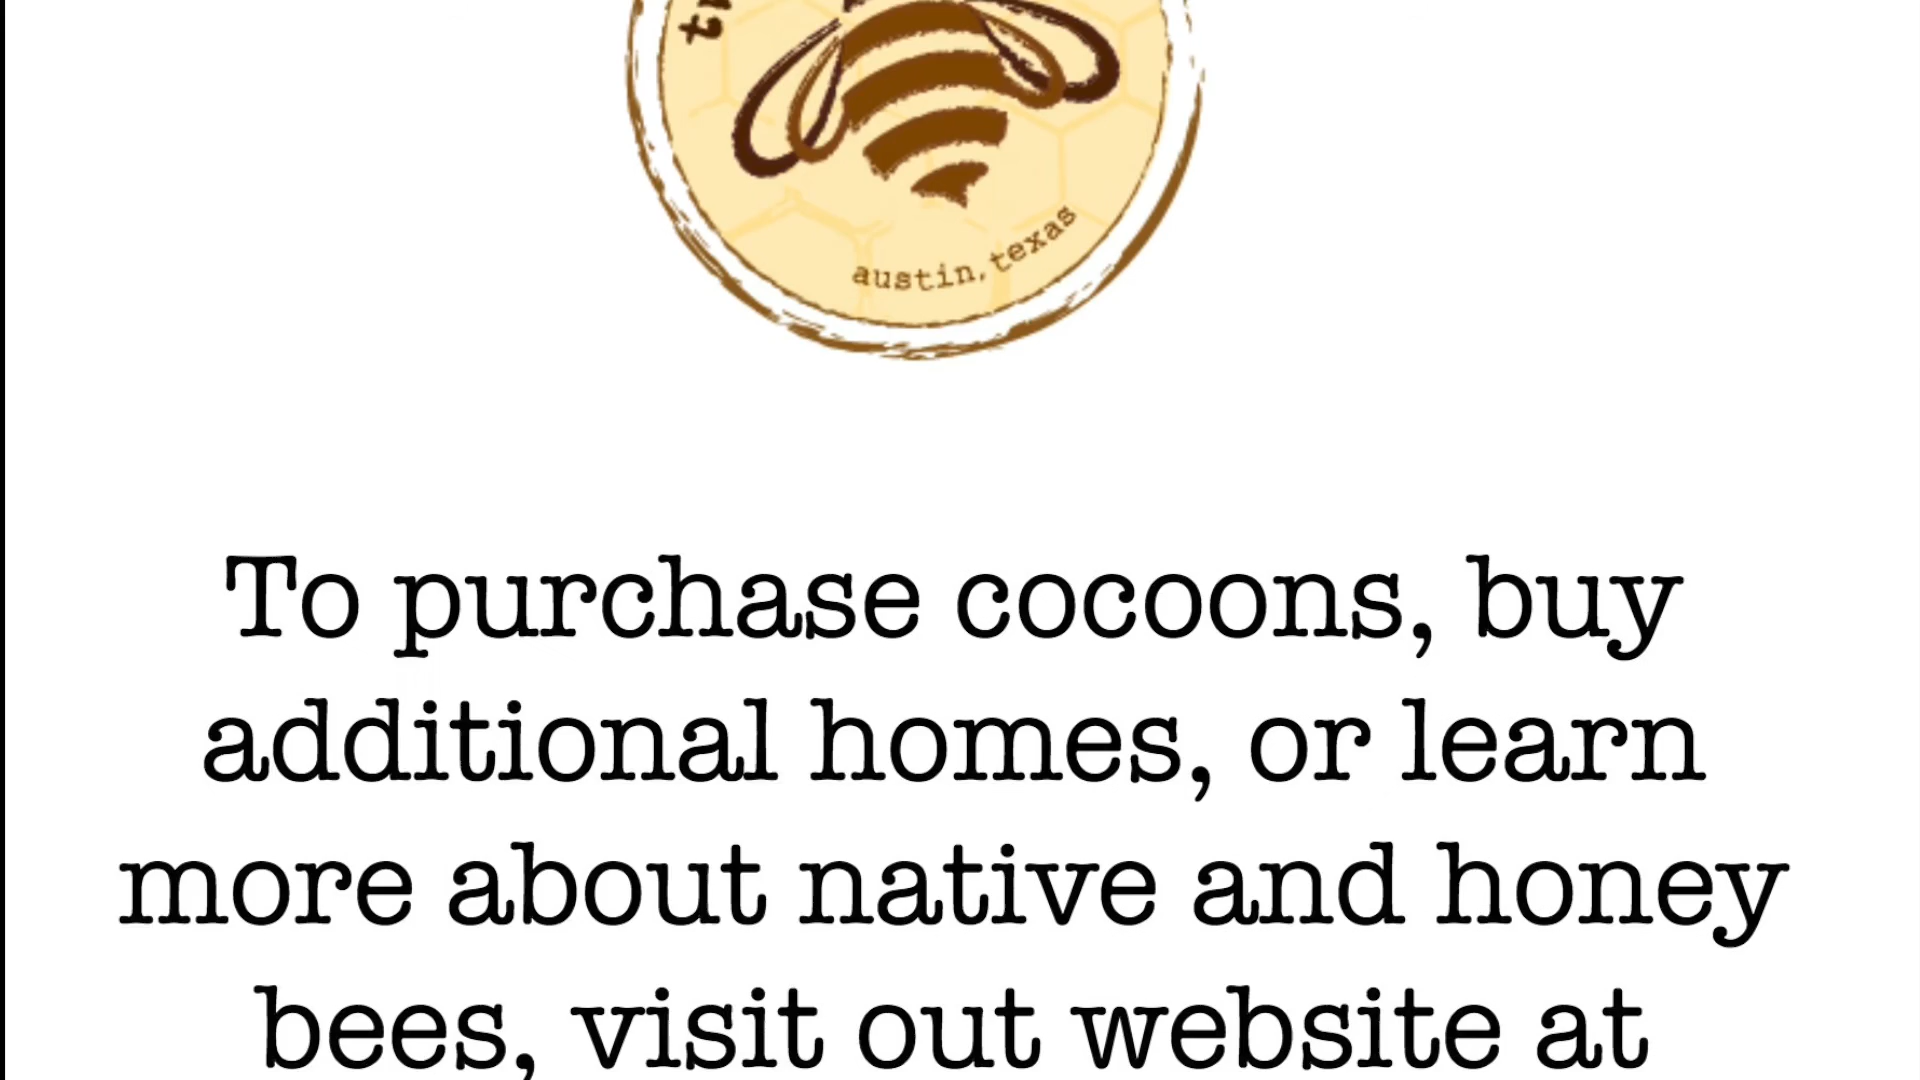 austin, texas
To purchase cocoons, buy
additional homes, or learn
more about native and honey
bees, visit out website at